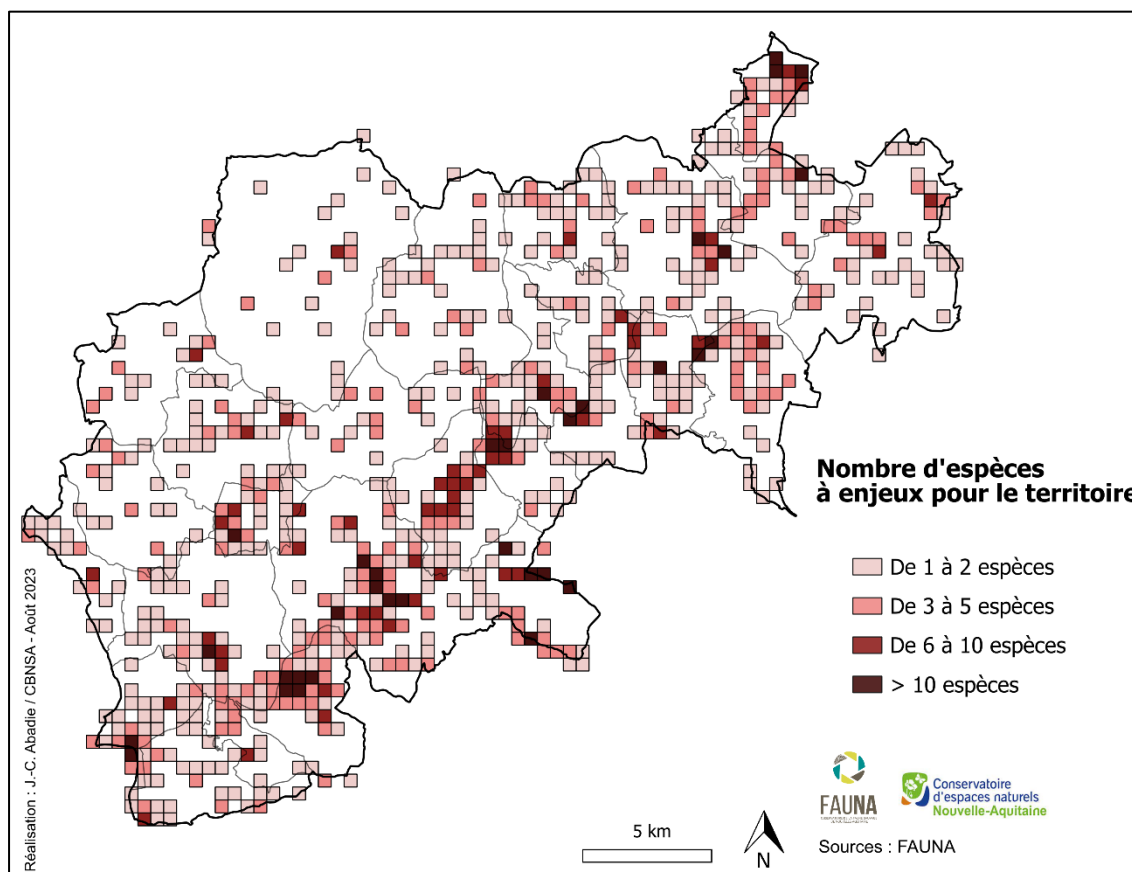 Nombre d'espèces
à enjeux pour le territoire
De 1 à 2 espèces
De 3 à 5 espèces
De 6 à 10 espèces
> 10 espèces
FAUNA
Conservatoire
d'espaces naturels
Nouvelle-Aquitaine
5 km
N
Sources : FAUNA
Réalisation : J.-C. Abadie / CBNSA - Août 2023